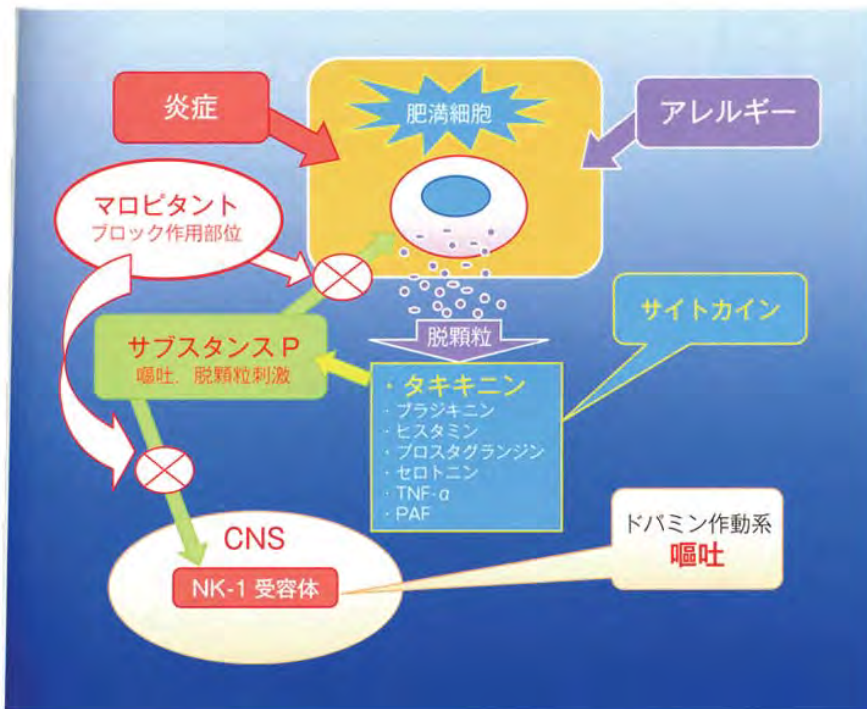 炎症
肥満細胞
アレルギー
マロピタント
ブロック作用部位
サイトカイン
脱顆粒
サブスタンスP
嘔吐，脱顆粒刺激
・タキキニン
・ブラジキニン
・ヒスタミン
・プロスタグランジン
・セロトニン
・TNF-α
・PAF
CNS
NK-1 受容体
ドパミン作動系
嘔吐